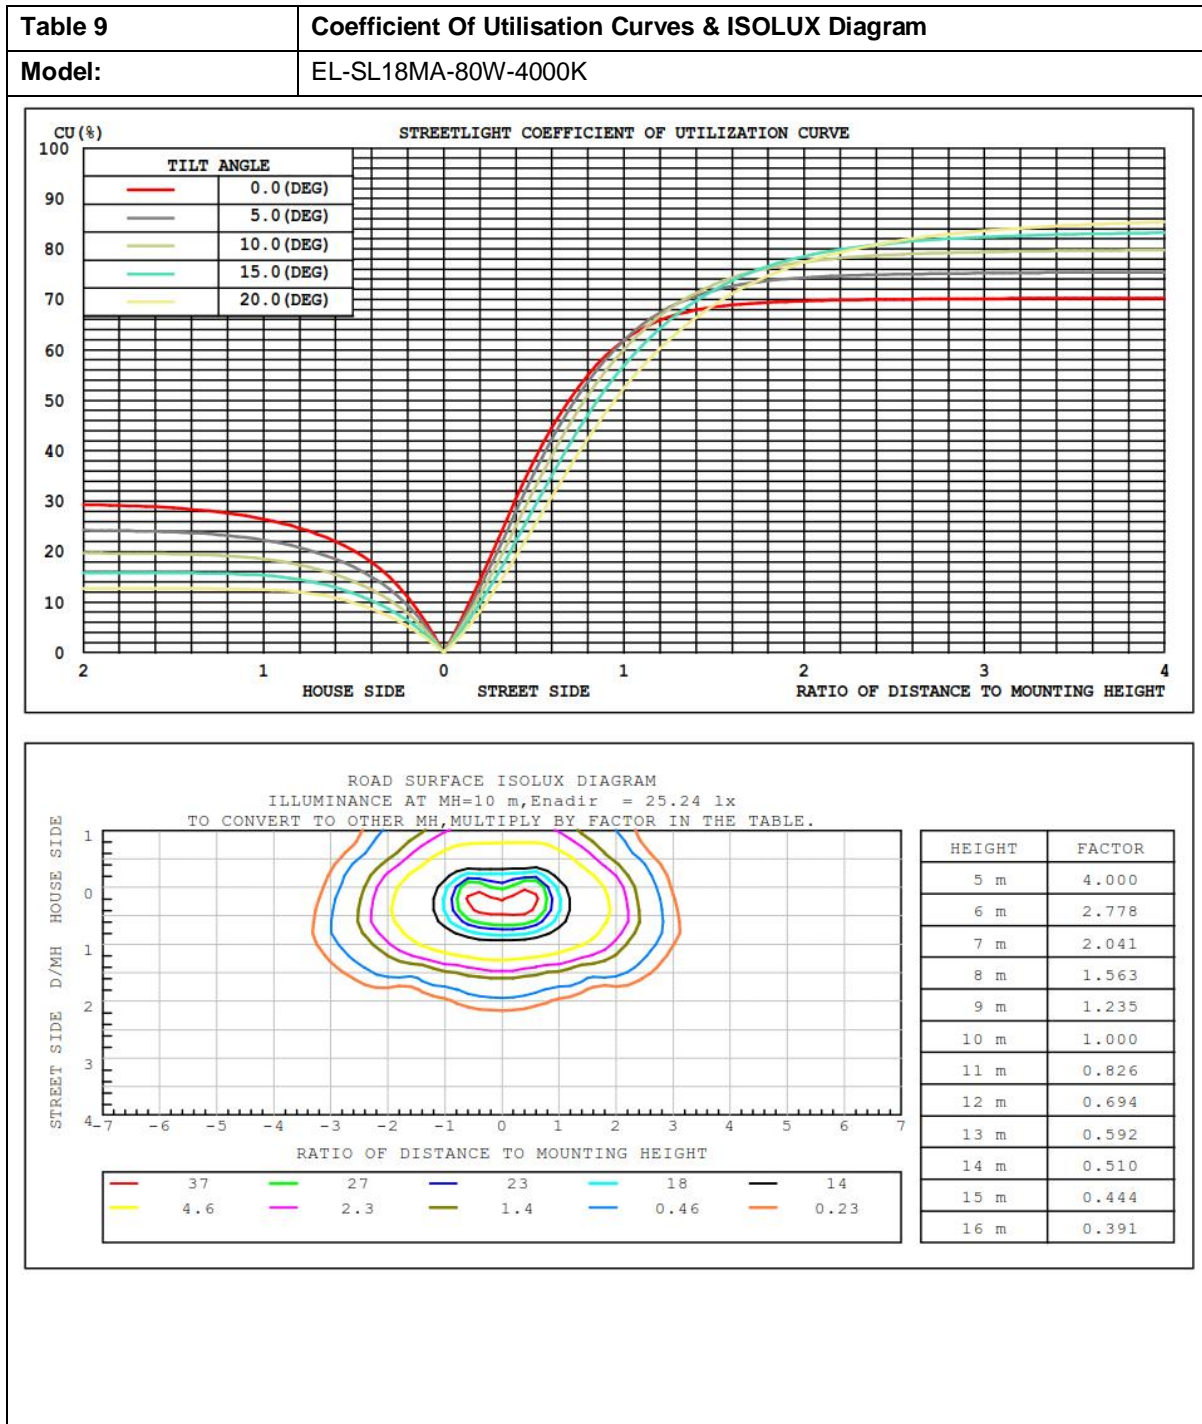 Table 9 Coefficient Of Utilisation Curves & ISOLUX Diagram
Model: EL-SL18MA-80W-4000K
CU(%) STREETLIGHT COEFFICIENT OF UTILIZATION CURVE
100
90
80
70
60
50
40
30
20
10
0
TILT ANGLE
0.0(DEG)
5.0(DEG)
10.0(DEG)
15.0(DEG)
20.0(DEG)
2 1 0 1 2 3 4
HOUSE SIDE STREET SIDE RATIO OF DISTANCE TO MOUNTING HEIGHT
ROAD SURFACE ISOLUX DIAGRAM
ILLUMINANCE AT MH=10 m,Enadir = 25.24 lx
TO CONVERT TO OTHER MH,MULTIPLY BY FACTOR IN THE TABLE.
STREET SIDE D/MH HOUSE SIDE
1
0
1
2
3
4
-7 -6 -5 -4 -3 -2 -1 0 1 2 3 4 5 6 7
RATIO OF DISTANCE TO MOUNTING HEIGHT
37 27 23 18 14
4.6 2.3 1.4 0.46 0.23
HEIGHT FACTOR
5 m 4.000
6 m 2.778
7 m 2.041
8 m 1.563
9 m 1.235
10 m 1.000
11 m 0.826
12 m 0.694
13 m 0.592
14 m 0.510
15 m 0.444
16 m 0.391